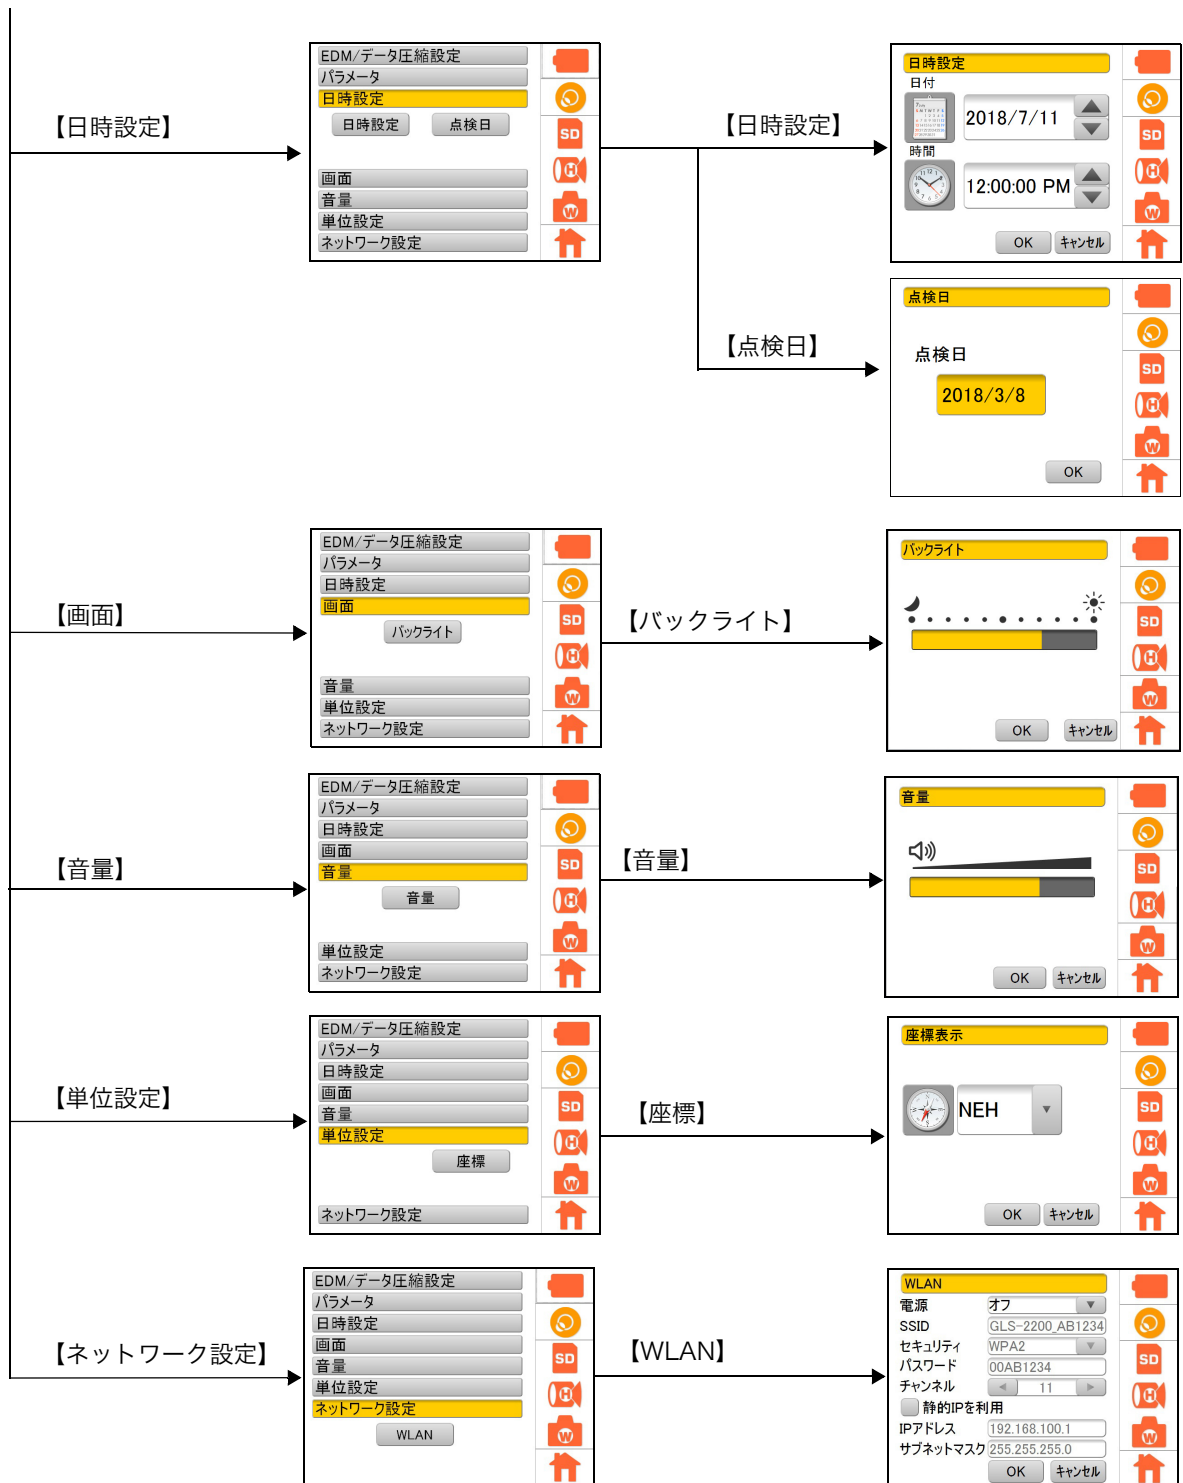 【日時設定】
EDM/データ圧縮設定
パラメータ
日時設定
日時設定 点検日
画面
音量
単位設定
ネットワーク設定
SD
H
W
【日時設定】
日時設定
日付
2018/7/11
時間
12:00:00 PM
OK キャンセル
SD
H
W
【点検日】
点検日
点検日
2018/3/8
OK
SD
H
W
【画面】
EDM/データ圧縮設定
パラメータ
日時設定
画面
バックライト
音量
単位設定
ネットワーク設定
SD
H
W
【バックライト】
バックライト
OK キャンセル
SD
H
W
【音量】
EDM/データ圧縮設定
パラメータ
日時設定
画面
音量
音量
単位設定
ネットワーク設定
SD
H
W
【音量】
音量
OK キャンセル
SD
H
W
【単位設定】
EDM/データ圧縮設定
パラメータ
日時設定
画面
音量
単位設定
座標
ネットワーク設定
SD
H
W
【座標】
座標表示
NEH
OK キャンセル
SD
H
W
【ネットワーク設定】
EDM/データ圧縮設定
パラメータ
日時設定
画面
音量
単位設定
ネットワーク設定
WLAN
SD
H
W
【WLAN】
WLAN
電源 オフ
SSID GLS-2200_AB1234
セキュリティ WPA2
パスワード 00AB1234
チャンネル 11
静的IPを利用
IPアドレス 192.168.100.1
サブネットマスク 255.255.255.0
OK キャンセル
SD
H
W